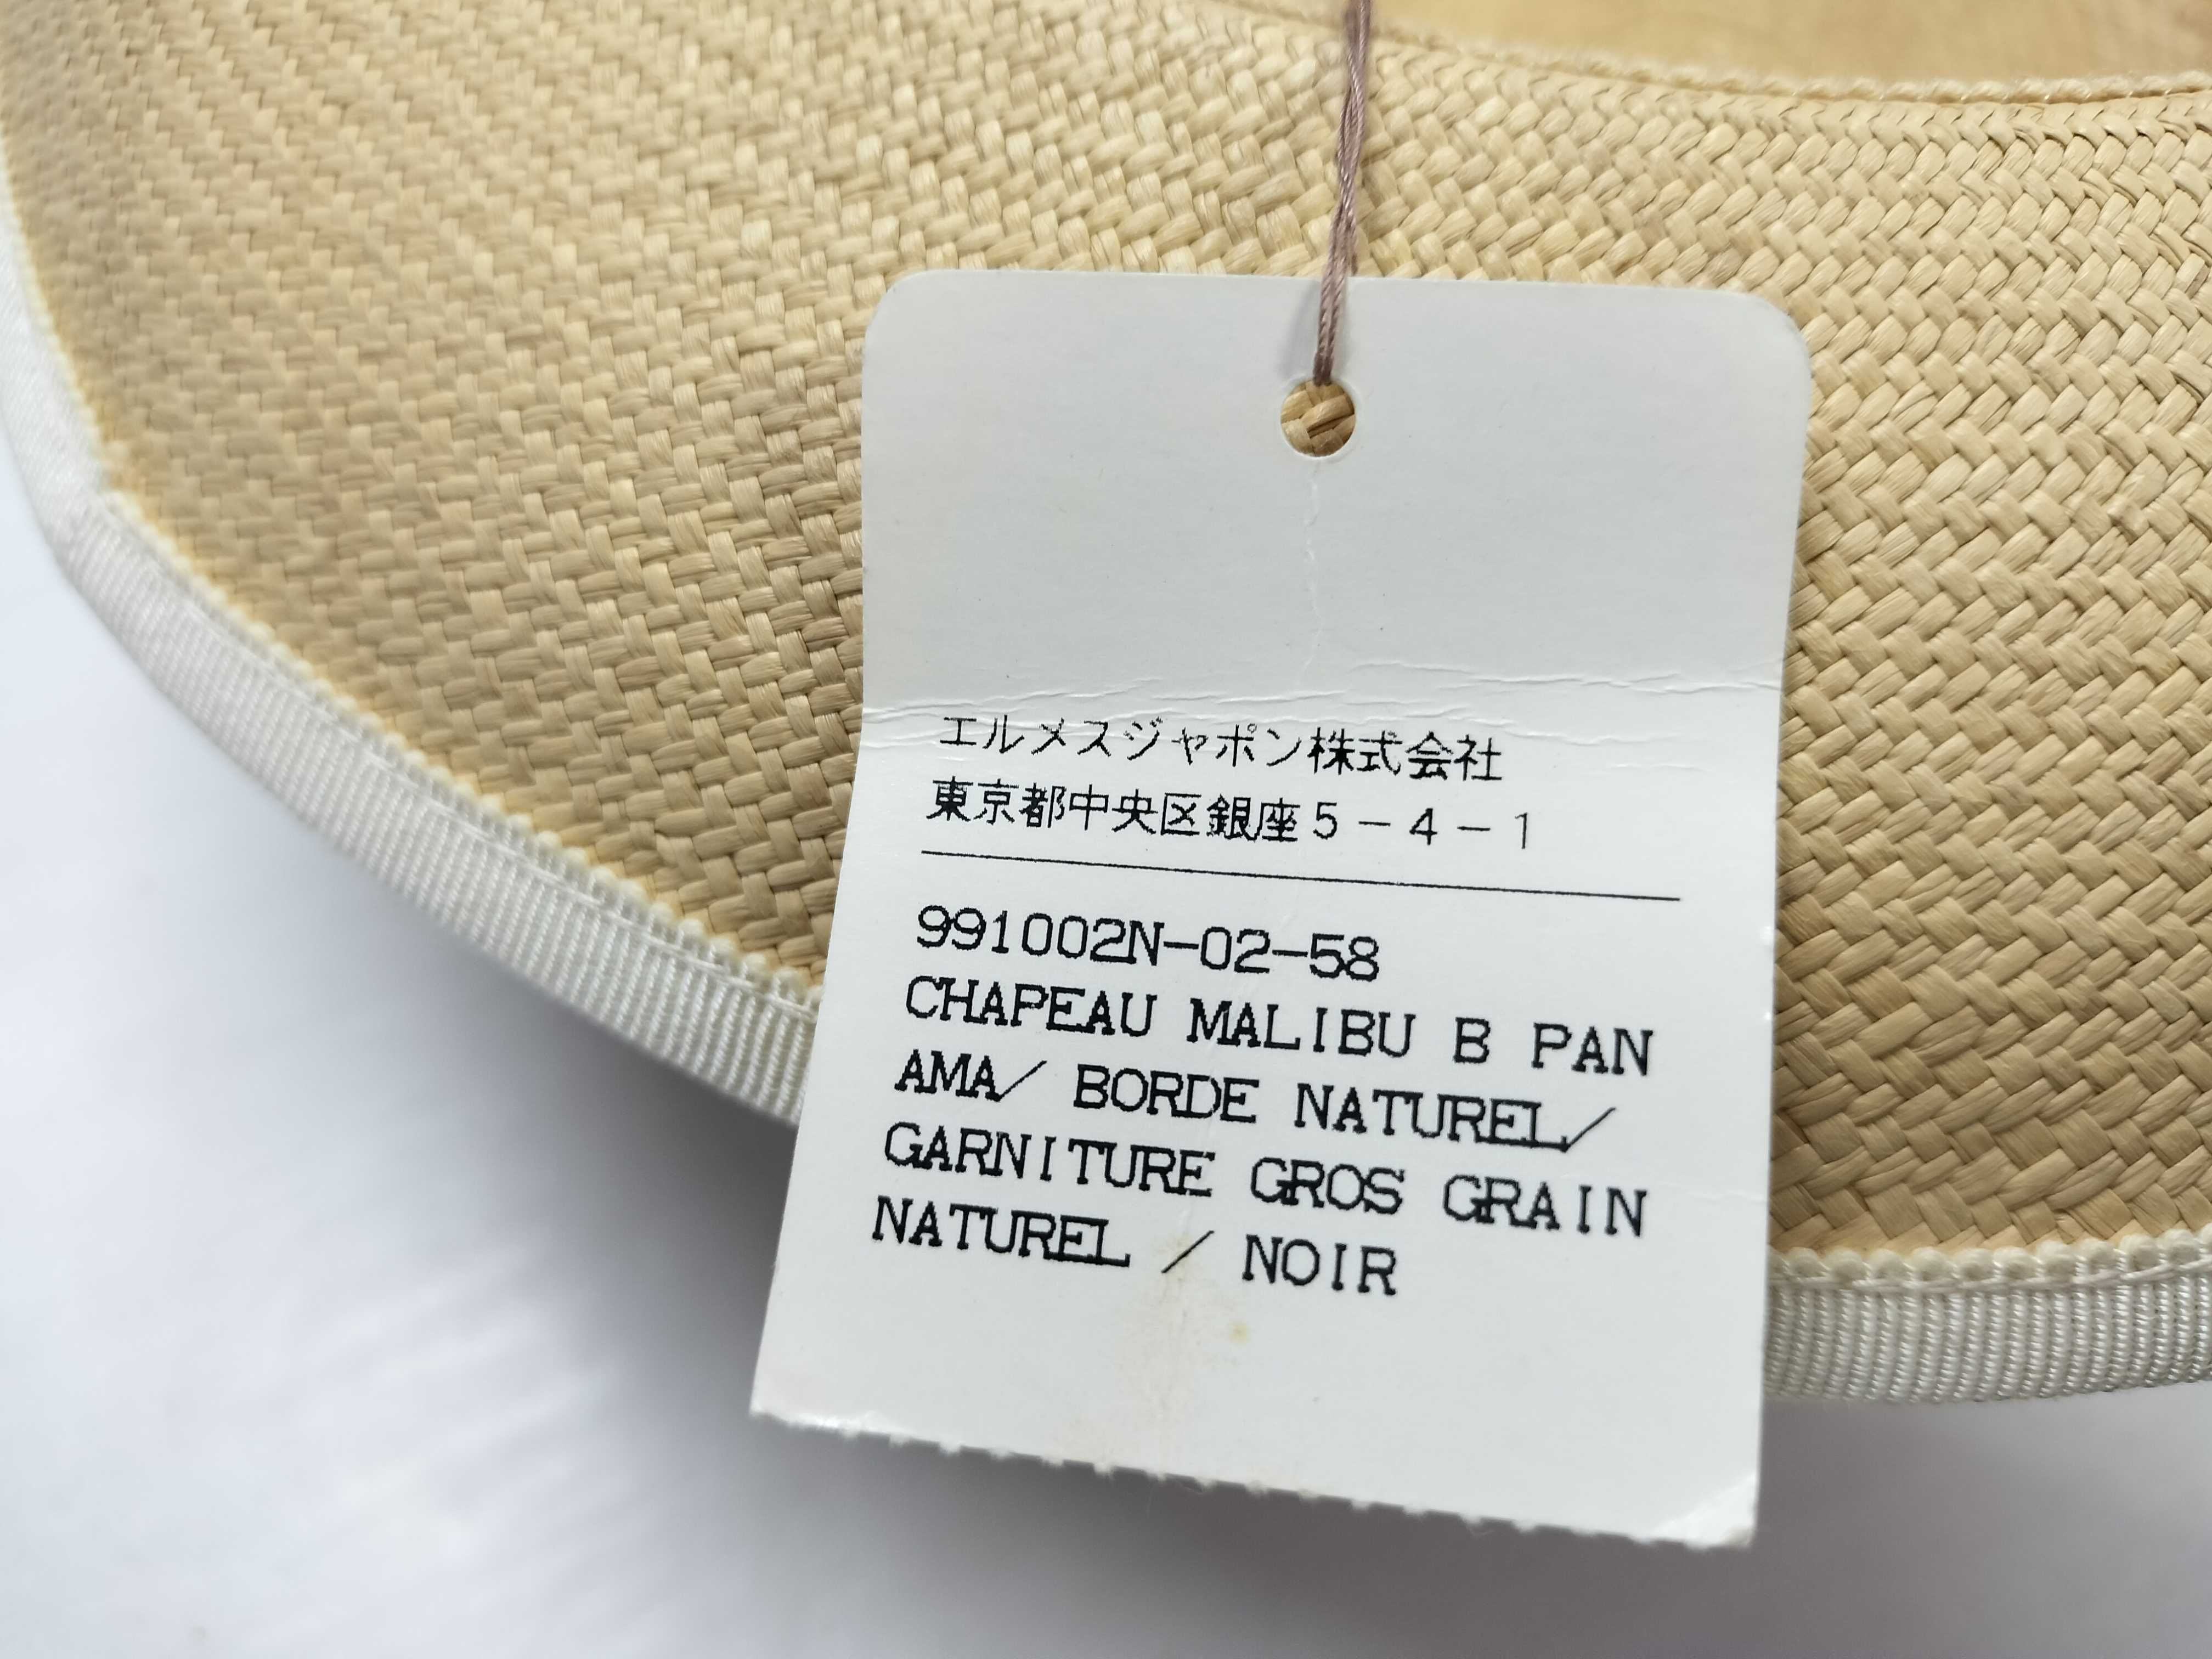 エルメスジャポン株式会社
東京都中央区銀座５－４－１
991002N-02-58
CHAPEAU MALIBU B PAN
AMA/ BORDE NATUREL/
GARNITURE GROS GRAIN
NATUREL / NOIR